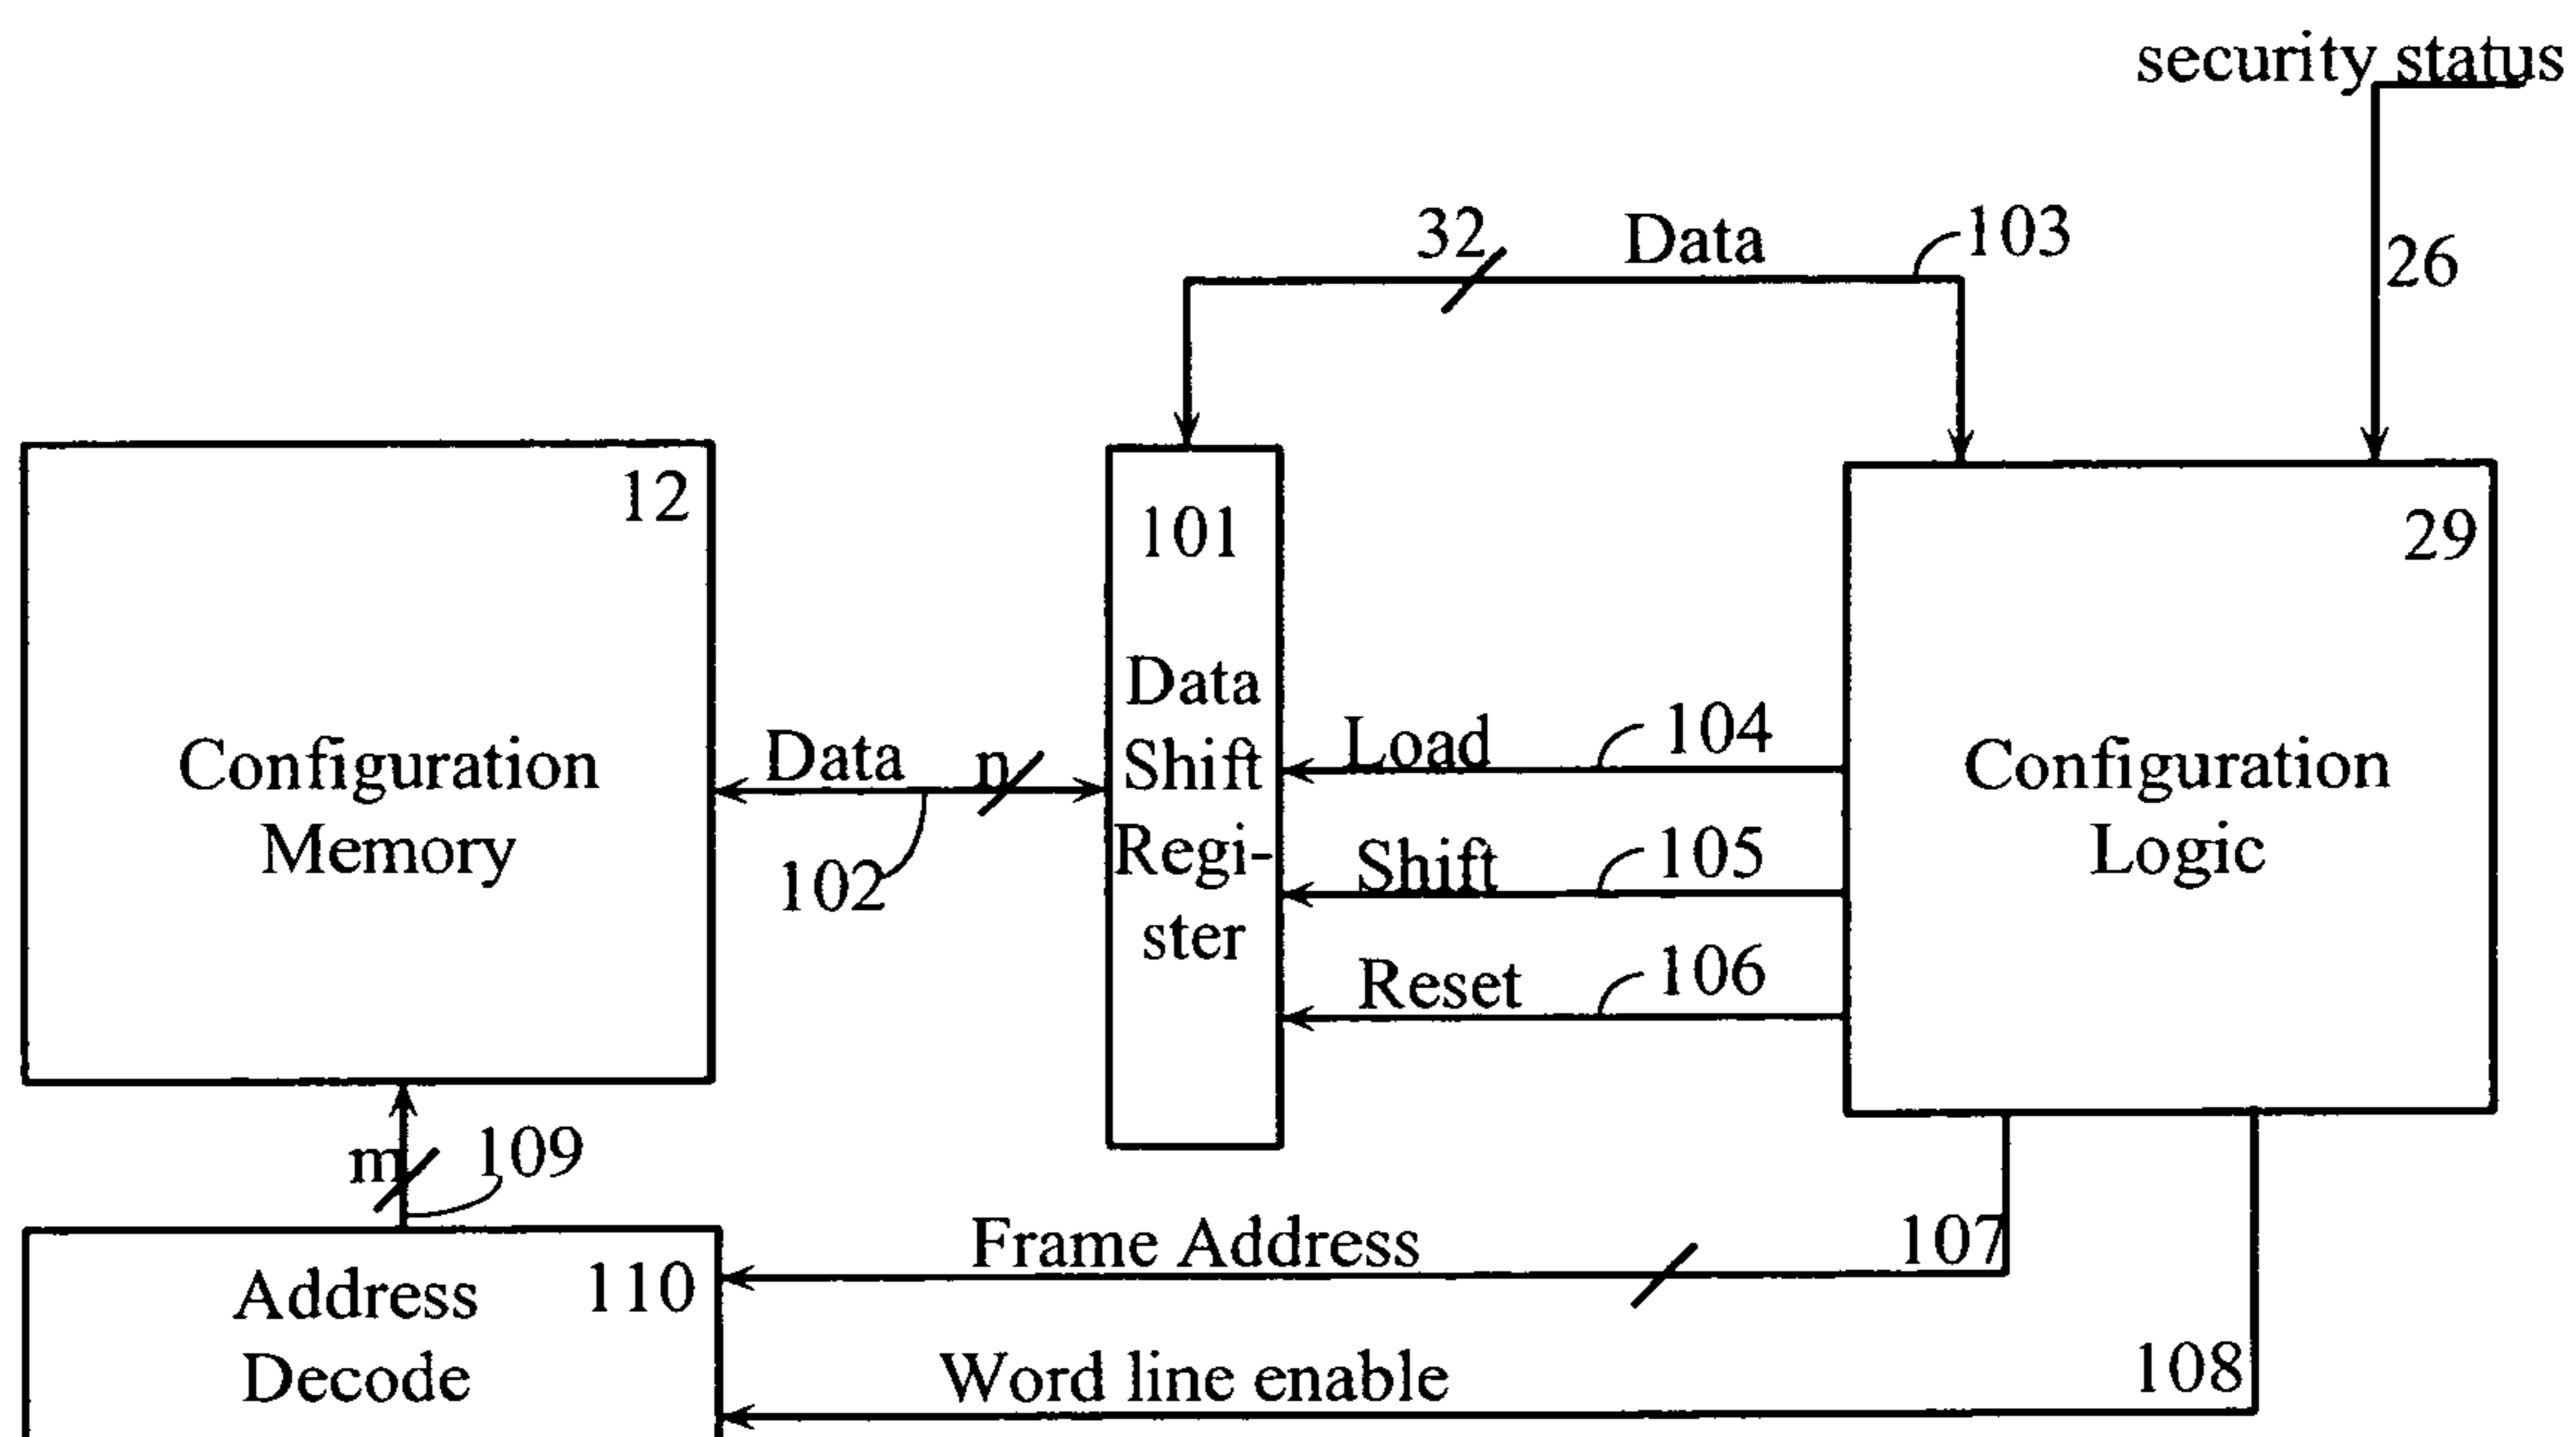 security status
26
32
Data
103
12
Configuration
Memory
101
Data
Shift
Regi-
ster
29
Configuration
Logic
Data
n
102
Load
104
Shift
105
Reset
106
m
109
Address
Decode
110
Frame Address
107
Word line enable
108